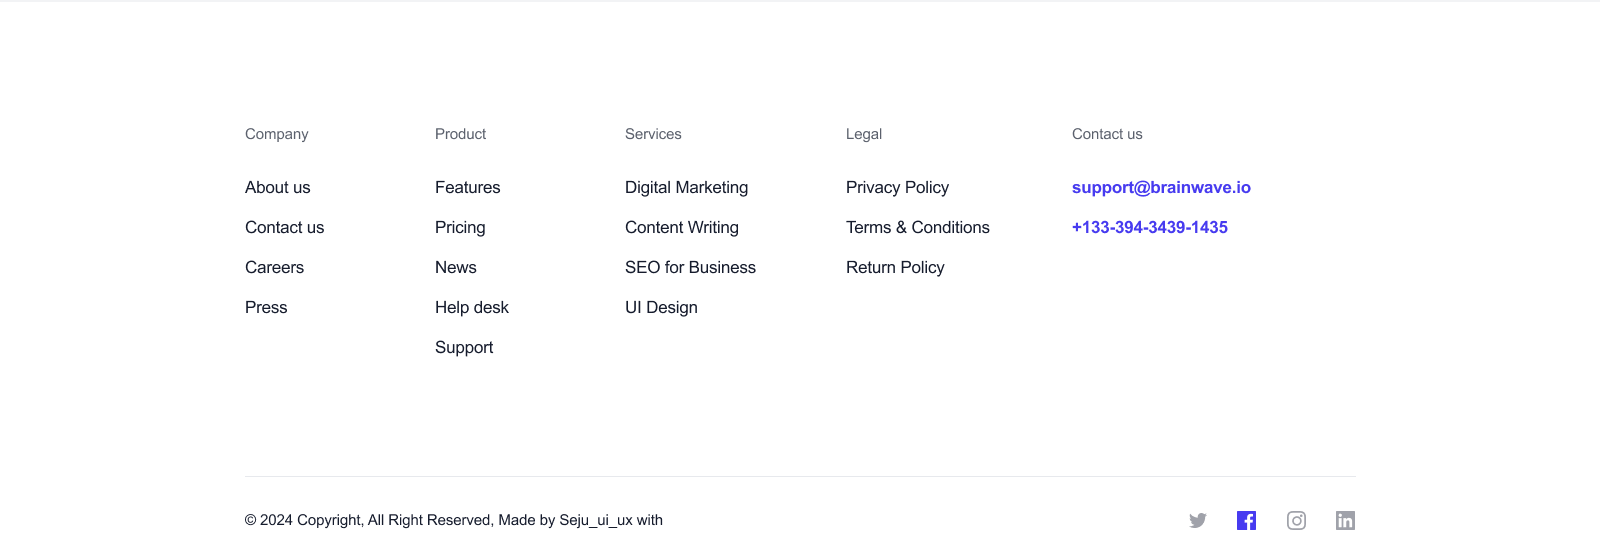 Company
About us
Contact us
Careers
Press
Product
Features
Pricing
News
Help desk
Support
Services
Digital Marketing
Content Writing
SEO for Business
UI Design
Legal
Privacy Policy
Terms & Conditions
Return Policy
Contact us
support@brainwave.io
+133-394-3439-1435
© 2024 Copyright, All Right Reserved, Made by Seju_ui_ux with